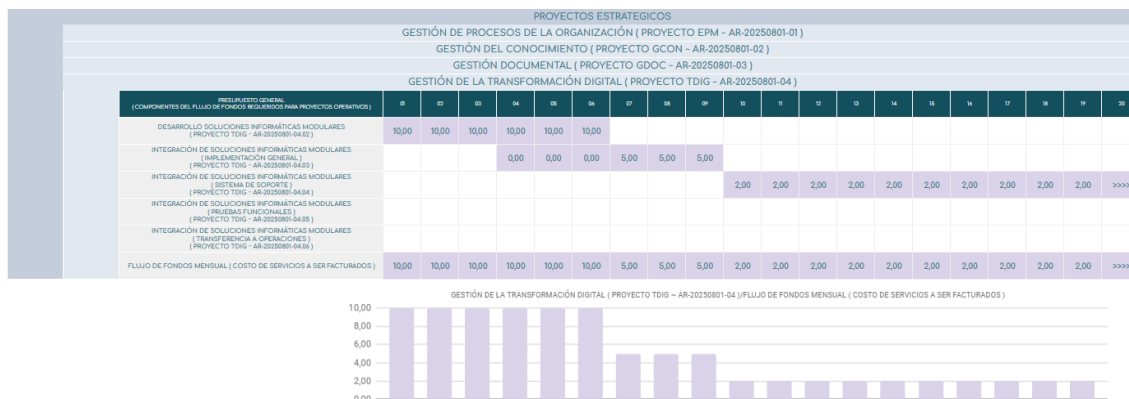 PROYECTOS ESTRATEGICOS
GESTIÓN DE PROCESOS DE LA ORGANIZACIÓN ( PROYECTO EPM – AR-20250801-01 )
GESTIÓN DEL CONOCIMIENTO ( PROYECTO GCON – AR-20250801-02 )
GESTIÓN DOCUMENTAL ( PROYECTO GDOC – AR-20250801-03 )
GESTIÓN DE LA TRANSFORMACIÓN DIGITAL ( PROYECTO TDIG – AR-20250801-04 )
PRESUPUESTO GENERAL
( COMPONENTES DEL FLUJO DE FONDOS REQUERIDOS PARA PROYECTOS OPERATIVOS ) 01 02 03 04 05 06 07 08 09 10 11 12 13 14 15 16 17 18 19 20
DESARROLLO SOLUCIONES INFORMÁTICAS MODULARES
( PROYECTO TDIG - AR-20250801-04.02 ) 10,00 10,00 10,00 10,00 10,00 10,00
INTEGRACIÓN DE SOLUCIONES INFORMÁTICAS MODULARES
( IMPLEMENTACIÓN GENERAL )
( PROYECTO TDIG - AR-20250801-04.03 ) 0,00 0,00 0,00 5,00 5,00 5,00
INTEGRACIÓN DE SOLUCIONES INFORMÁTICAS MODULARES
( SISTEMA DE SOPORTE )
( PROYECTO TDIG - AR-20250801-04.04 ) 2,00 2,00 2,00 2,00 2,00 2,00 2,00 2,00 2,00 2,00 >>>>
INTEGRACIÓN DE SOLUCIONES INFORMÁTICAS MODULARES
( PRUEBAS FUNCIONALES )
( PROYECTO TDIG - AR-20250801-04.05 )
INTEGRACIÓN DE SOLUCIONES INFORMÁTICAS MODULARES
( TRANSFERENCIA A OPERACIONES )
( PROYECTO TDIG - AR-20250801-04.06 )
FLUJO DE FONDOS MENSUAL ( COSTO DE SERVICIOS A SER FACTURADOS ) 10,00 10,00 10,00 10,00 10,00 10,00 5,00 5,00 5,00 2,00 2,00 2,00 2,00 2,00 2,00 2,00 2,00 2,00 2,00 >>>>
GESTIÓN DE LA TRANSFORMACIÓN DIGITAL ( PROYECTO TDIG – AR-20250801-04 )/FLUJO DE FONDOS MENSUAL ( COSTO DE SERVICIOS A SER FACTURADOS )
10,00
8,00
6,00
4,00
2,00
0,00